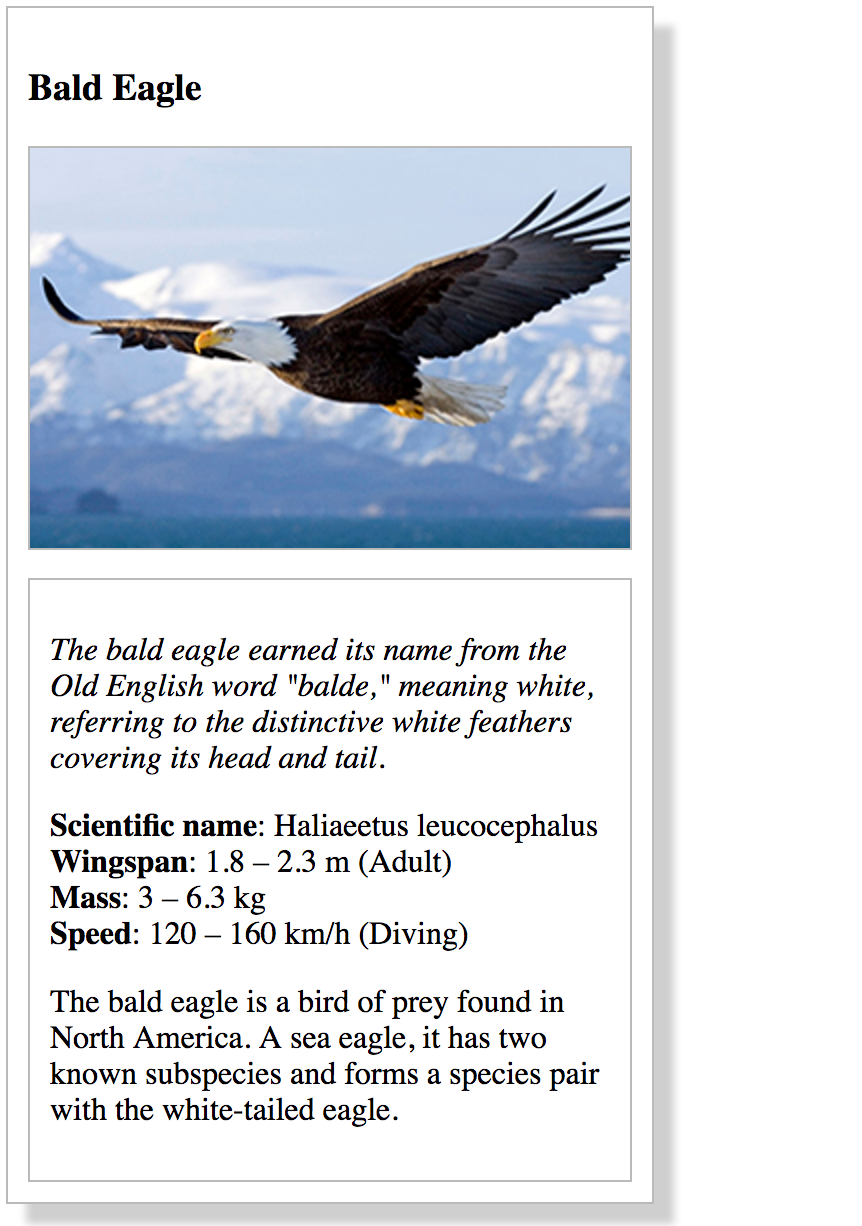 Bald Eagle
The bald eagle earned its name from the
Old English word "balde," meaning white,
referring to the distinctive white feathers
covering its head and tail.
Scientific name: Haliaeetus leucocephalus
Wingspan: 1.8 – 2.3 m (Adult)
Mass: 3 – 6.3 kg
Speed: 120 – 160 km/h (Diving)
The bald eagle is a bird of prey found in
North America. A sea eagle, it has two
known subspecies and forms a species pair
with the white-tailed eagle.